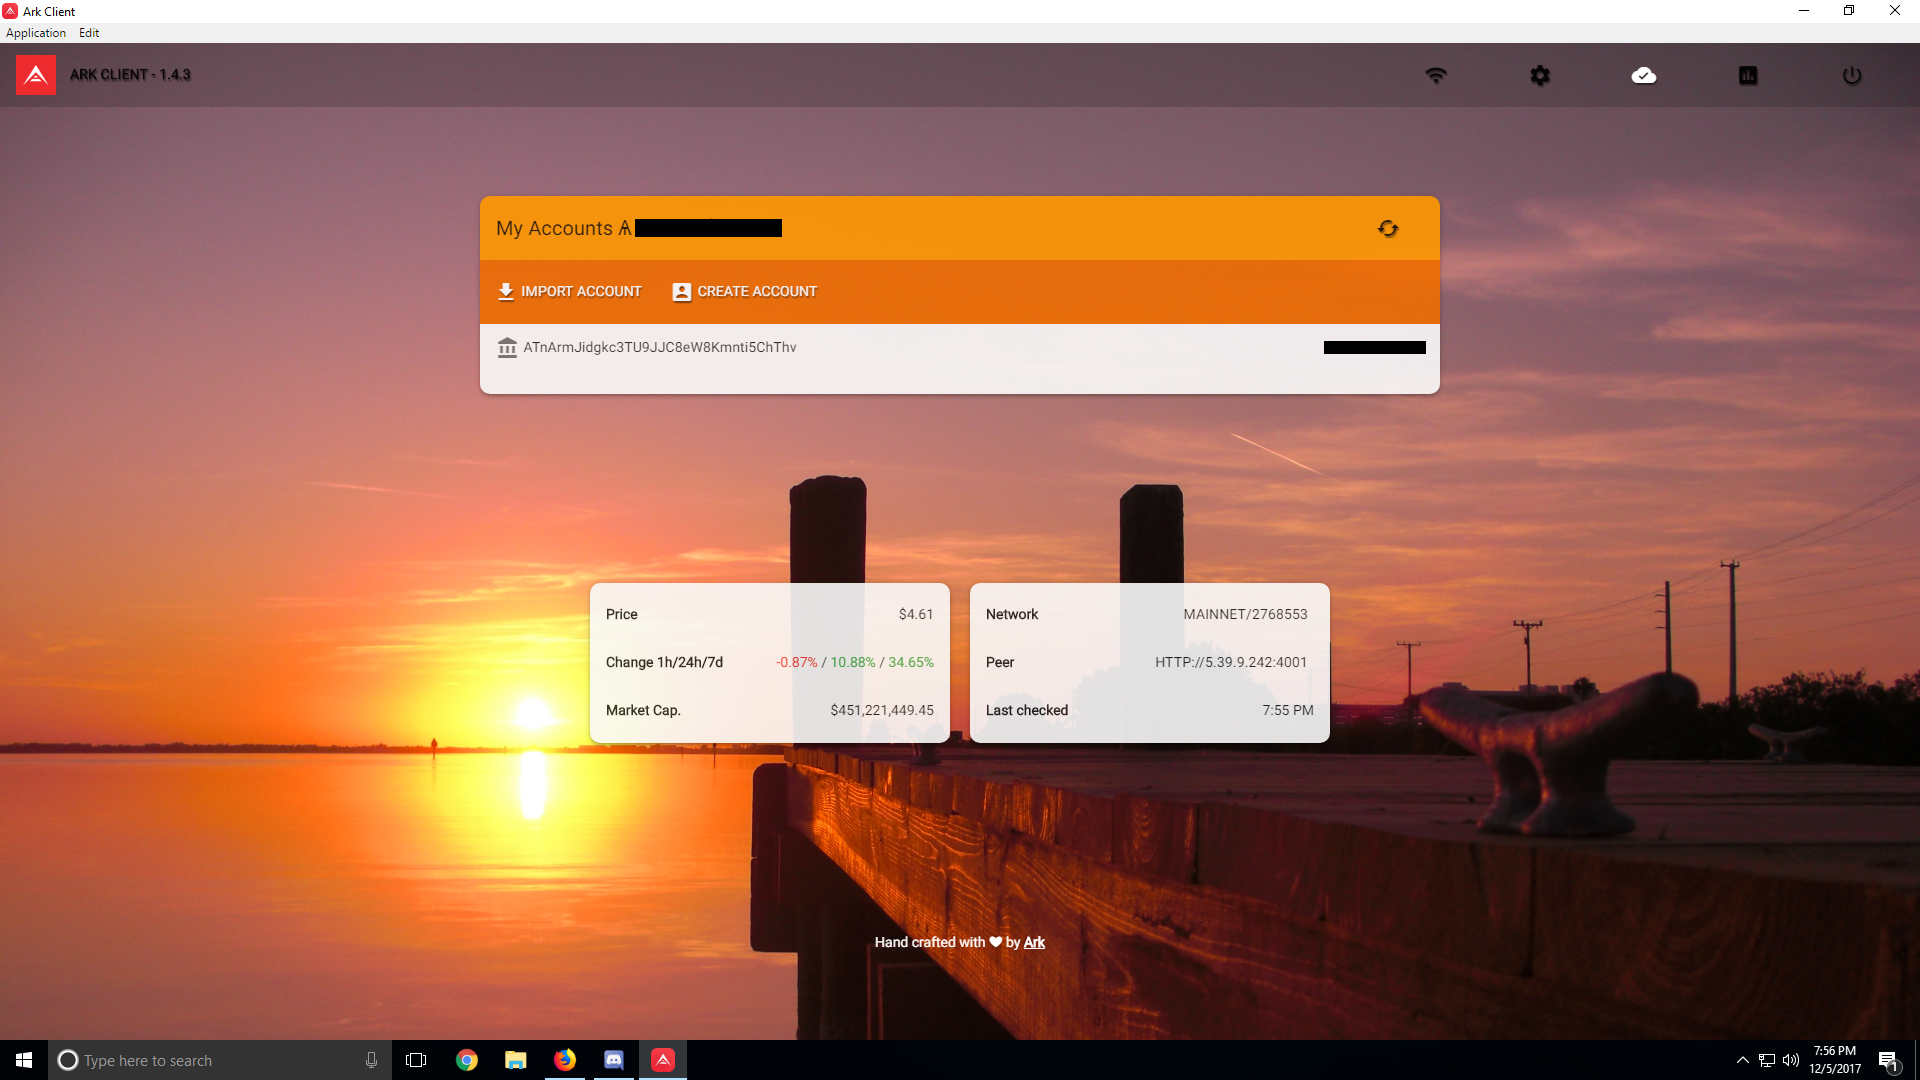 Ark Client
Application Edit
ARK CLIENT - 1.4.3
My Accounts Ѧ
IMPORT ACCOUNT CREATE ACCOUNT
ATnArmJidgkc3TU9JJC8eW8Kmnti5ChThv
Price $4.61
Change 1h/24h/7d -0.87% / 10.88% / 34.65%
Market Cap. $451,221,449.45
Network MAINNET/2768553
Peer HTTP://5.39.9.242:4001
Last checked 7:55 PM
Hand crafted with ♥ by Ark
Type here to search
7:56 PM
12/5/2017
1